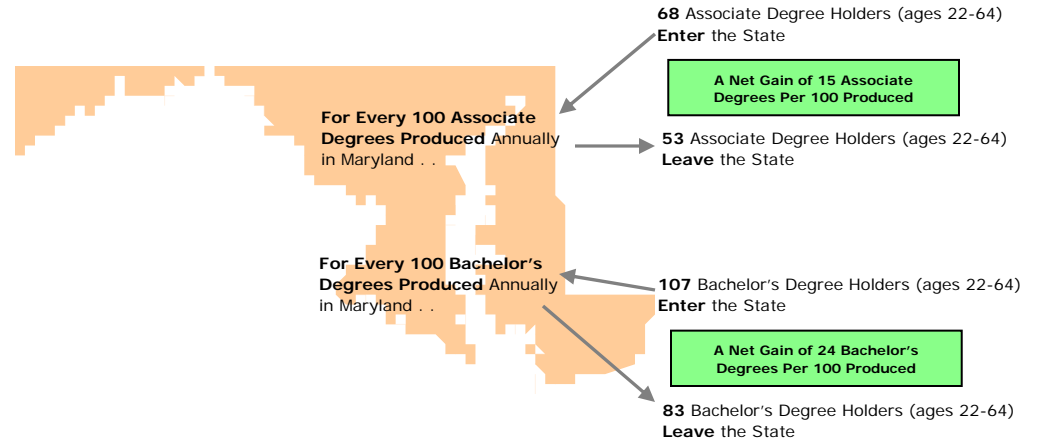 68 Associate Degree Holders (ages 22-64)
Enter the State
A Net Gain of 15 Associate
Degrees Per 100 Produced
For Every 100 Associate
Degrees Produced Annually
in Maryland . .
53 Associate Degree Holders (ages 22-64)
Leave the State
For Every 100 Bachelor's
Degrees Produced Annually
in Maryland . .
107 Bachelor's Degree Holders (ages 22-64)
Enter the State
A Net Gain of 24 Bachelor's
Degrees Per 100 Produced
83 Bachelor's Degree Holders (ages 22-64)
Leave the State